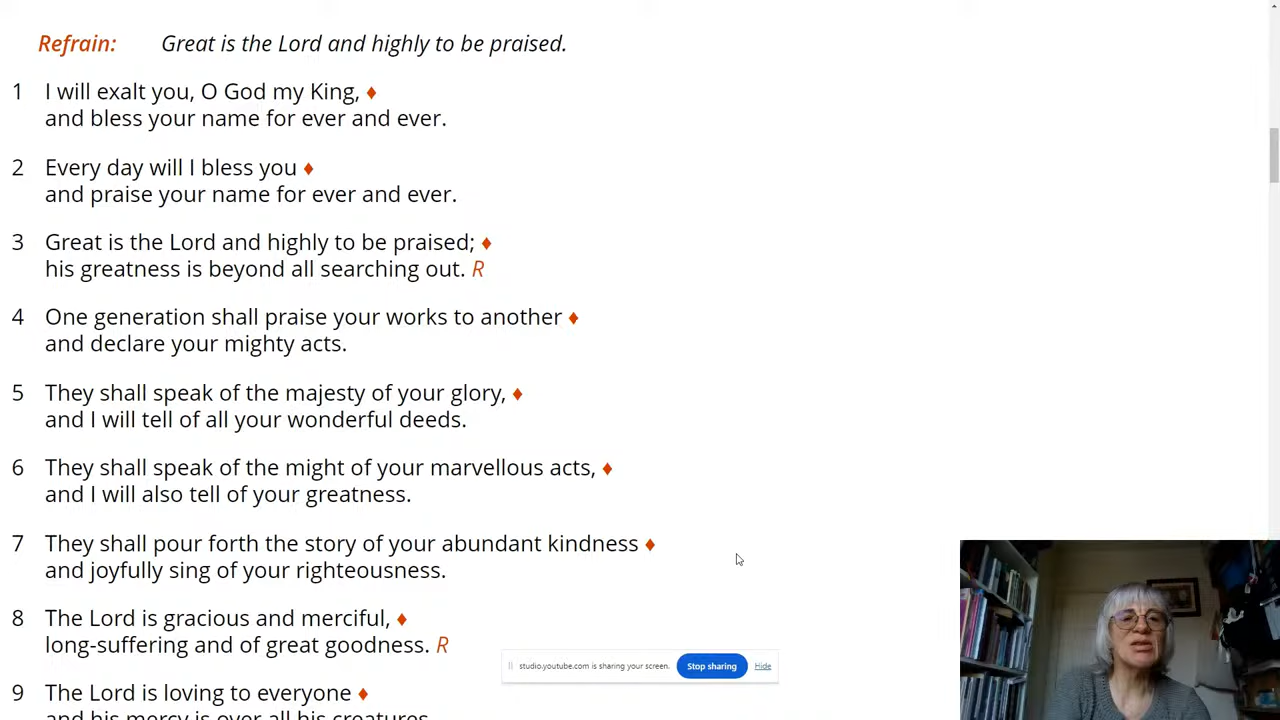 Refrain: Great is the Lord and highly to be praised.
1 I will exalt you, O God my King, ♦
and bless your name for ever and ever.
2 Every day will I bless you ♦
and praise your name for ever and ever.
3 Great is the Lord and highly to be praised; ♦
his greatness is beyond all searching out. R
4 One generation shall praise your works to another ♦
and declare your mighty acts.
5 They shall speak of the majesty of your glory, ♦
and I will tell of all your wonderful deeds.
6 They shall speak of the might of your marvellous acts, ♦
and I will also tell of your greatness.
7 They shall pour forth the story of your abundant kindness ♦
and joyfully sing of your righteousness.
8 The Lord is gracious and merciful, ♦
long-suffering and of great goodness. R
studio.youtube.com is sharing your screen. Stop sharing Hide
9 The Lord is loving to everyone ♦
and his mercy is over all his creatures.